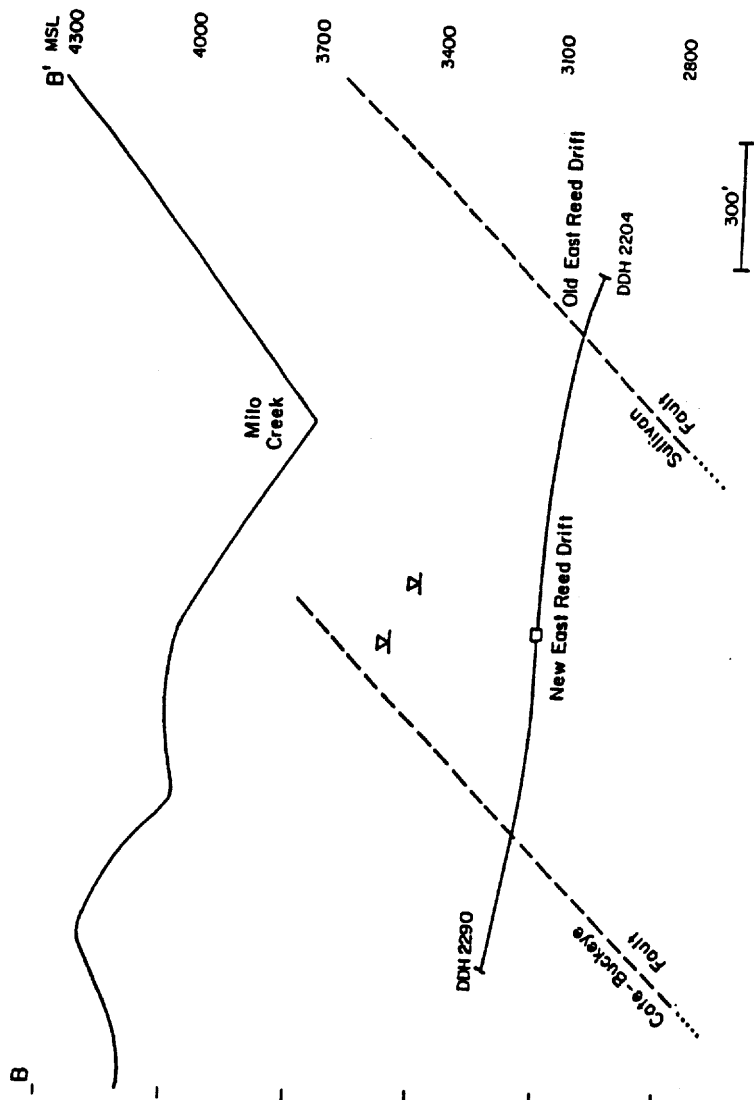 B
B' MSL
4300
4000
3700
3400
3100
2800
Milo
Creek
Old East Reed Drift
DDH 2204
Sullivan
Fault
New East Reed Drift
DDH 2290
Cate-Buckeye
Fault
300'